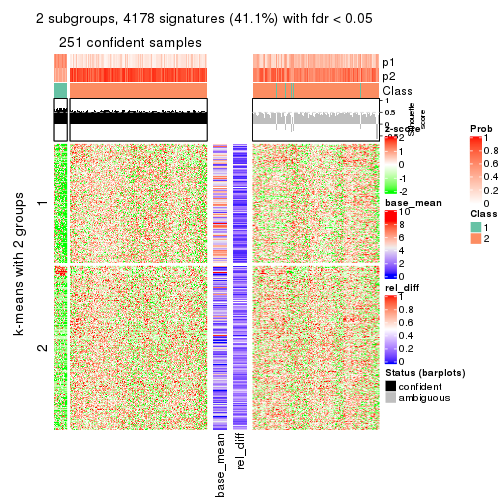 2 subgroups, 4178 signatures (41.1%) with fdr < 0.05
251 confident samples
p1
p2
Class
1
0.5
0
Silhouette score
k-means with 2 groups
1
2
base_mean
rel_diff
z-score
2
1
0
-1
-2
base_mean
10
8
6
4
2
0
rel_diff
1
0.8
0.6
0.4
0.2
0
Status (barplots)
confident
ambiguous
Prob
1
0.8
0.6
0.4
0.2
0
Class
1
2